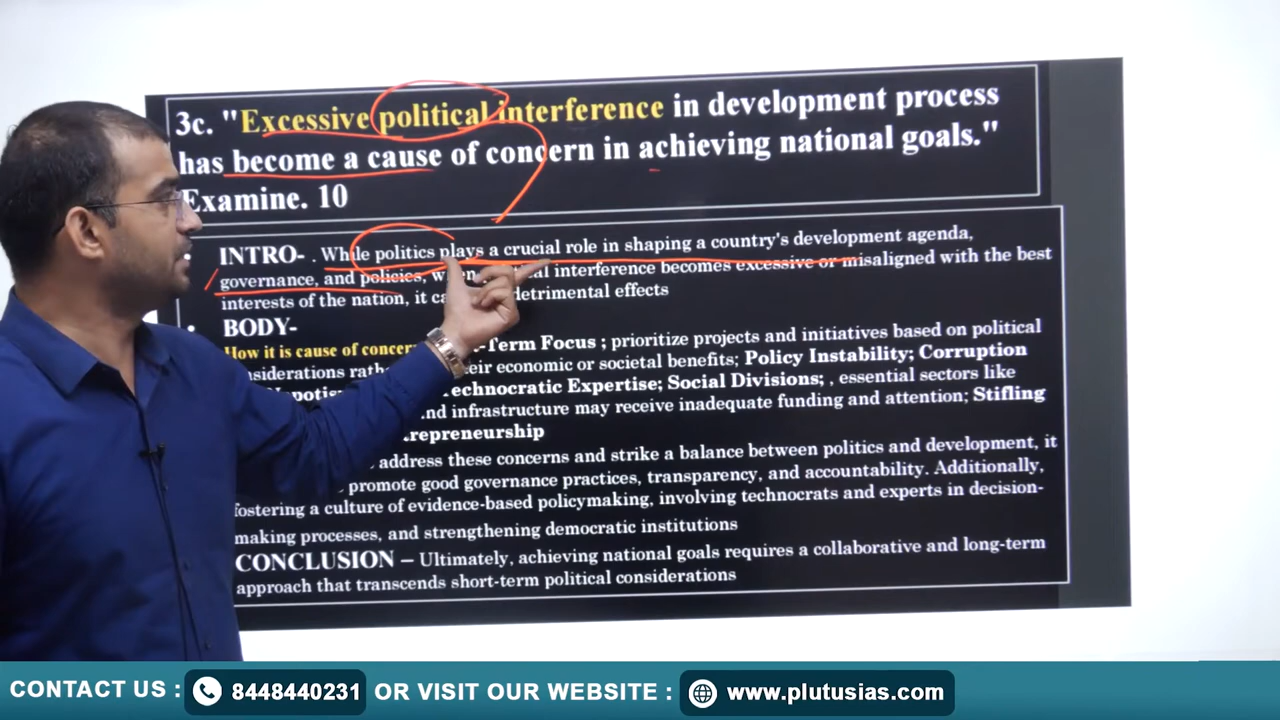 3c. "Excessive political interference in development process
has become a cause of concern in achieving national goals."
Examine. 10
INTRO- . While politics plays a crucial role in shaping a country's development agenda,
governance, and policies, interference becomes excessive or misaligned with the best
interests of the nation, it detrimental effects
BODY-
How it is cause of concer -Term Focus ; prioritize projects and initiatives based on political
economic or societal benefits; Policy Instability; Corruption
Technocratic Expertise; Social Divisions; , essential sectors like
nd infrastructure may receive inadequate funding and attention; Stifling
trepreneurship
address these concerns and strike a balance between politics and development, it
promote good governance practices, transparency, and accountability. Additionally,
fostering a culture of evidence-based policymaking, involving technocrats and experts in decision-
making processes, and strengthening democratic institutions
CONCLUSION – Ultimately, achieving national goals requires a collaborative and long-term
approach that transcends short-term political considerations
CONTACT US : 8448440231 OR VISIT OUR WEBSITE : www.plutusias.com